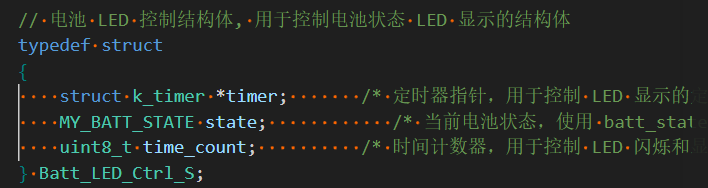 // 电池 LED 控制结构体, 用于控制电池状态 LED 显示的结构体
typedef struct
{
    struct k_timer *timer;        /* 定时器指针，用于控制 LED 显示的
    MY_BATT_STATE state;            /* 当前电池状态，使用 batt_stat
    uint8_t time_count;          /* 时间计数器，用于控制 LED 闪烁和
} Batt_LED_Ctrl_S;